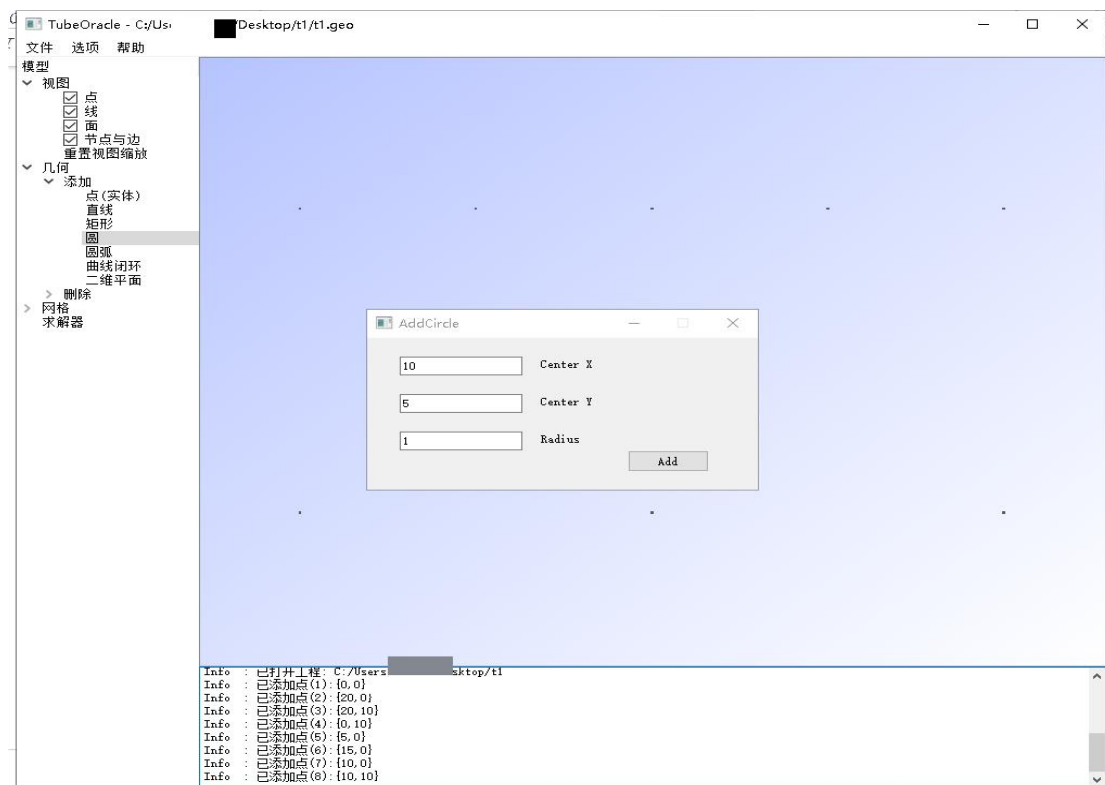 TubeOracle - C:/Us /Desktop/t1/t1.geo
文件 选项 帮助
模型
视图
点
线
面
节点与边
重置视图缩放
几何
添加
点(实体)
直线
矩形
圆
圆弧
曲线闭环
二维平面
删除
网格
求解器
AddCircle
10 Center X
5 Center Y
1 Radius
Add
Info : 已打开工程: C:/Users sktop/t1
Info : 已添加点(1):{0,0}
Info : 已添加点(2):{20,0}
Info : 已添加点(3):{20,10}
Info : 已添加点(4):{0,10}
Info : 已添加点(5):{5,0}
Info : 已添加点(6):{15,0}
Info : 已添加点(7):{10,0}
Info : 已添加点(8):{10,10}